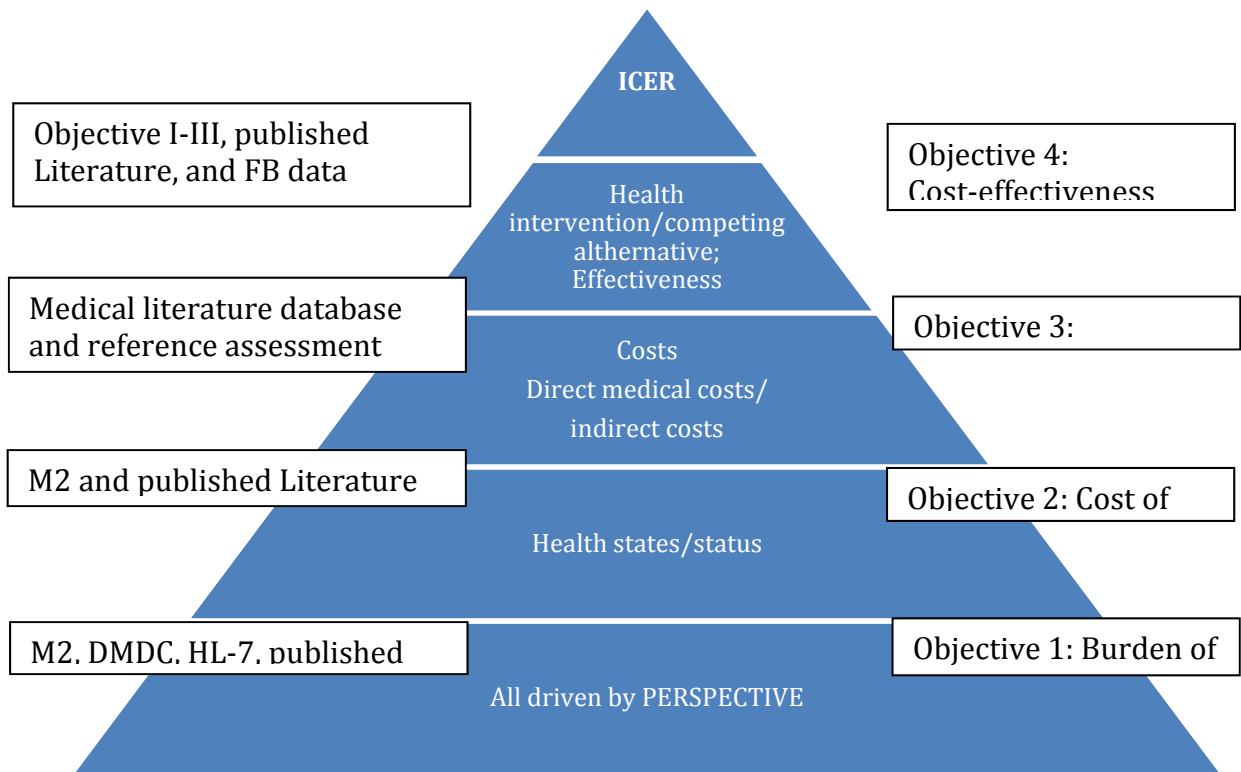 ICER
Objective I-III, published
Literature, and FB data
Objective 4:
Cost-effectiveness
Health
intervention/competing
althernative;
Effectiveness
Medical literature database
and reference assessment
Objective 3:
Costs
Direct medical costs/
indirect costs
M2 and published Literature
Objective 2: Cost of
Health states/status
M2, DMDC, HL-7, published
Objective 1: Burden of
All driven by PERSPECTIVE